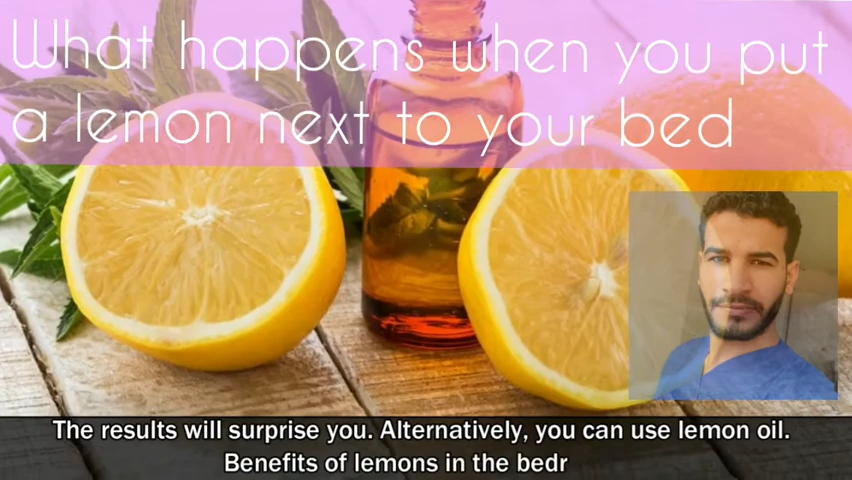 What happens when you put
a lemon next to your bed
The results will surprise you. Alternatively, you can use lemon oil.
Benefits of lemons in the bedr